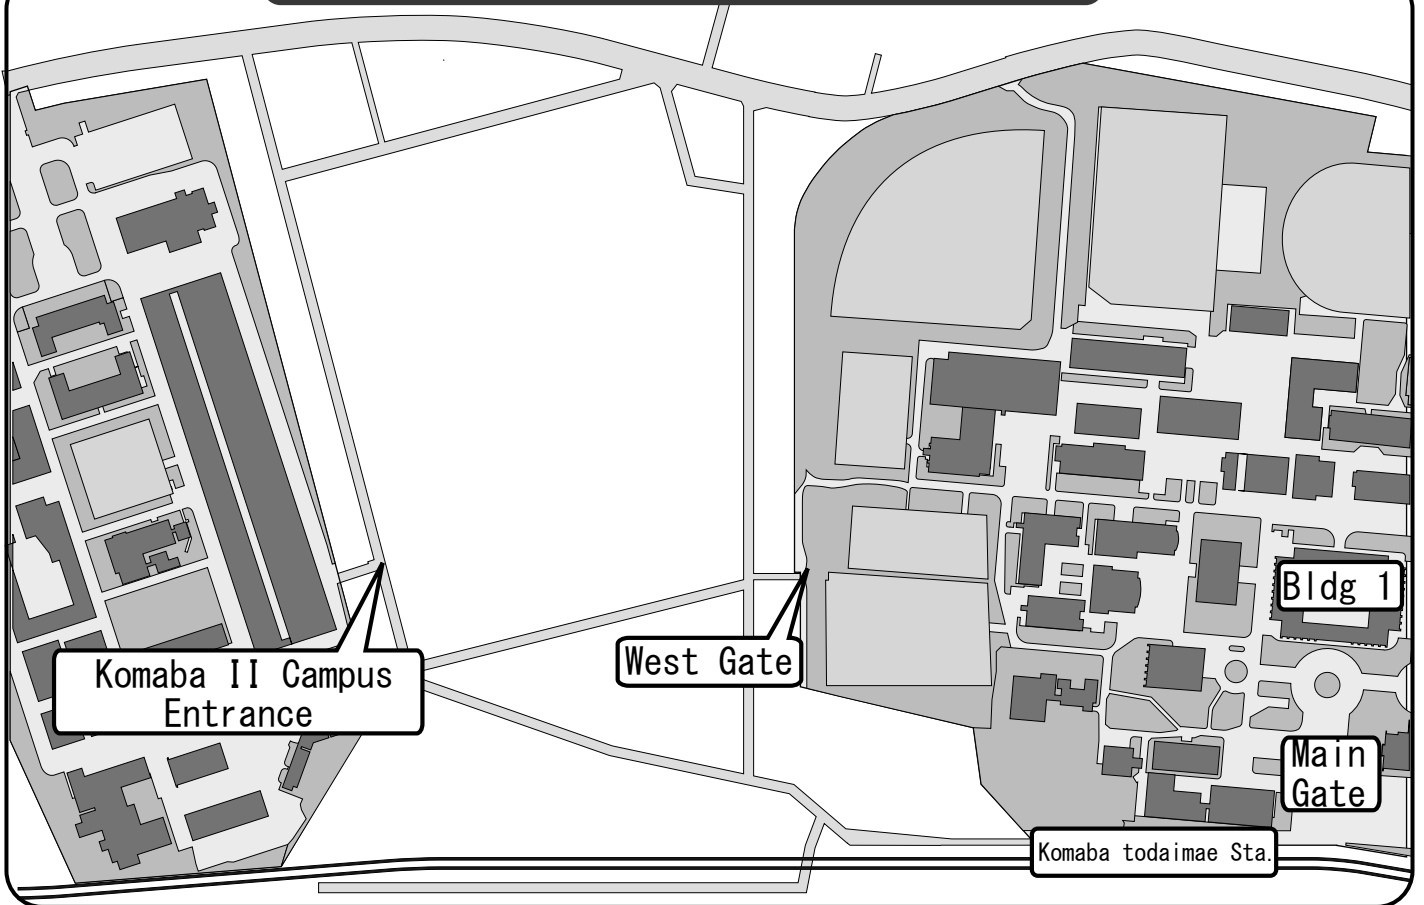 Bldg 1
West Gate
Komaba II Campus
Entrance
Main
Gate
Komaba todaimae Sta.